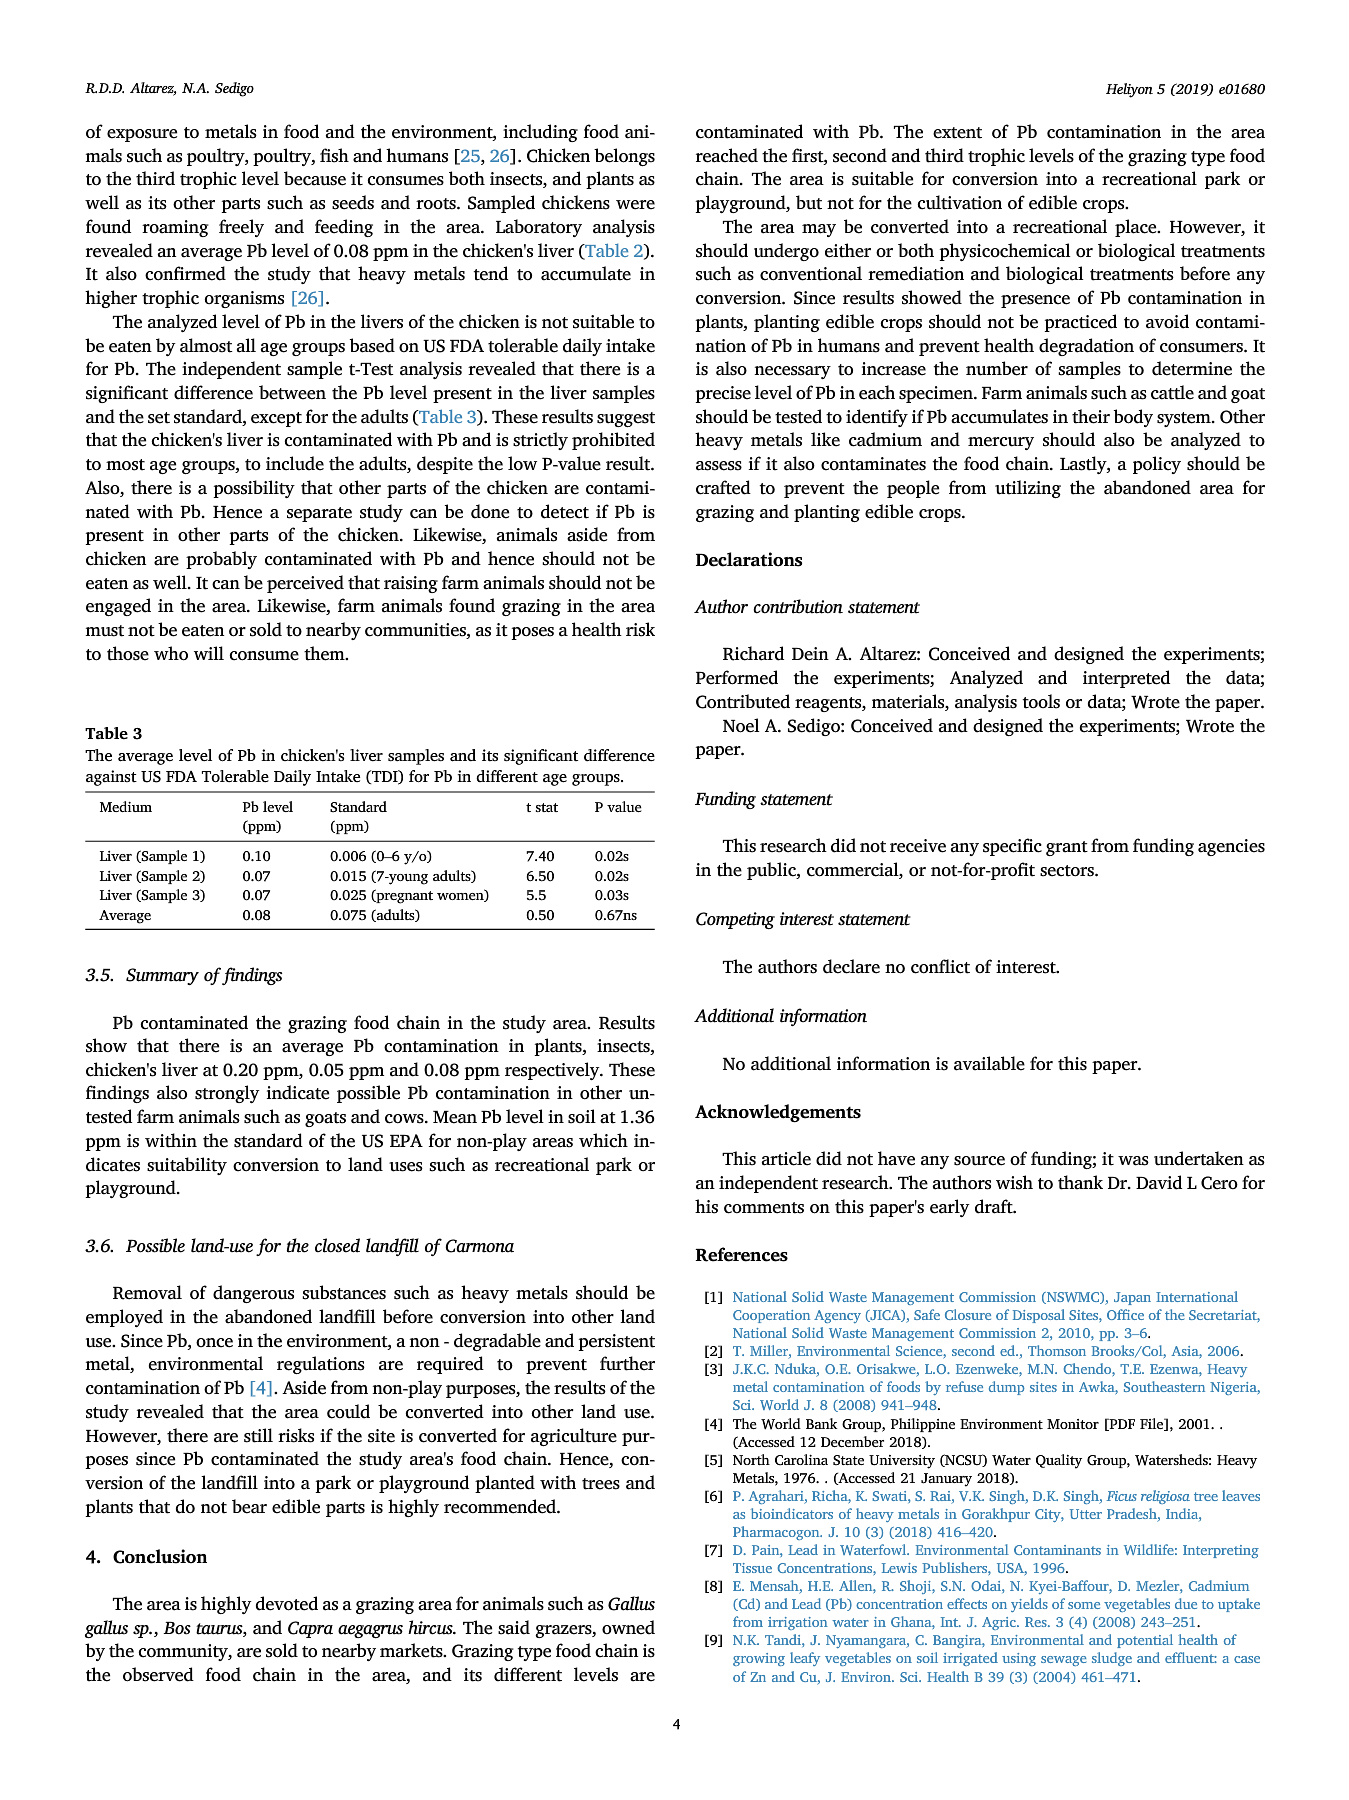 R.D.D. Altarez, N.A. Sedigo
Heliyon 5 (2019) e01680
of exposure to metals in food and the environment, including food ani-
mals such as poultry, poultry, fish and humans [25, 26]. Chicken belongs
to the third trophic level because it consumes both insects, and plants as
well as its other parts such as seeds and roots. Sampled chickens were
found roaming freely and feeding in the area. Laboratory analysis
revealed an average Pb level of 0.08 ppm in the chicken's liver (Table 2).
It also confirmed the study that heavy metals tend to accumulate in
higher trophic organisms [26].
The analyzed level of Pb in the livers of the chicken is not suitable to
be eaten by almost all age groups based on US FDA tolerable daily intake
for Pb. The independent sample t-Test analysis revealed that there is a
significant difference between the Pb level present in the liver samples
and the set standard, except for the adults (Table 3). These results suggest
that the chicken's liver is contaminated with Pb and is strictly prohibited
to most age groups, to include the adults, despite the low P-value result.
Also, there is a possibility that other parts of the chicken are contami-
nated with Pb. Hence a separate study can be done to detect if Pb is
present in other parts of the chicken. Likewise, animals aside from
chicken are probably contaminated with Pb and hence should not be
eaten as well. It can be perceived that raising farm animals should not be
engaged in the area. Likewise, farm animals found grazing in the area
must not be eaten or sold to nearby communities, as it poses a health risk
to those who will consume them.
Table 3
The average level of Pb in chicken's liver samples and its significant difference
against US FDA Tolerable Daily Intake (TDI) for Pb in different age groups.
Medium Pb level Standard t stat P value
(ppm) (ppm)
Liver (Sample 1) 0.10 0.006 (0–6 y/o) 7.40 0.02s
Liver (Sample 2) 0.07 0.015 (7-young adults) 6.50 0.02s
Liver (Sample 3) 0.07 0.025 (pregnant women) 5.5 0.03s
Average 0.08 0.075 (adults) 0.50 0.67ns
3.5. Summary of findings
Pb contaminated the grazing food chain in the study area. Results
show that there is an average Pb contamination in plants, insects,
chicken's liver at 0.20 ppm, 0.05 ppm and 0.08 ppm respectively. These
findings also strongly indicate possible Pb contamination in other un-
tested farm animals such as goats and cows. Mean Pb level in soil at 1.36
ppm is within the standard of the US EPA for non-play areas which in-
dicates suitability conversion to land uses such as recreational park or
playground.
3.6. Possible land-use for the closed landfill of Carmona
Removal of dangerous substances such as heavy metals should be
employed in the abandoned landfill before conversion into other land
use. Since Pb, once in the environment, a non - degradable and persistent
metal, environmental regulations are required to prevent further
contamination of Pb [4]. Aside from non-play purposes, the results of the
study revealed that the area could be converted into other land use.
However, there are still risks if the site is converted for agriculture pur-
poses since Pb contaminated the study area's food chain. Hence, con-
version of the landfill into a park or playground planted with trees and
plants that do not bear edible parts is highly recommended.
4. Conclusion
The area is highly devoted as a grazing area for animals such as Gallus
gallus sp., Bos taurus, and Capra aegagrus hircus. The said grazers, owned
by the community, are sold to nearby markets. Grazing type food chain is
the observed food chain in the area, and its different levels are
contaminated with Pb. The extent of Pb contamination in the area
reached the first, second and third trophic levels of the grazing type food
chain. The area is suitable for conversion into a recreational park or
playground, but not for the cultivation of edible crops.
The area may be converted into a recreational place. However, it
should undergo either or both physicochemical or biological treatments
such as conventional remediation and biological treatments before any
conversion. Since results showed the presence of Pb contamination in
plants, planting edible crops should not be practiced to avoid contami-
nation of Pb in humans and prevent health degradation of consumers. It
is also necessary to increase the number of samples to determine the
precise level of Pb in each specimen. Farm animals such as cattle and goat
should be tested to identify if Pb accumulates in their body system. Other
heavy metals like cadmium and mercury should also be analyzed to
assess if it also contaminates the food chain. Lastly, a policy should be
crafted to prevent the people from utilizing the abandoned area for
grazing and planting edible crops.
Declarations
Author contribution statement
Richard Dein A. Altarez: Conceived and designed the experiments;
Performed the experiments; Analyzed and interpreted the data;
Contributed reagents, materials, analysis tools or data; Wrote the paper.
Noel A. Sedigo: Conceived and designed the experiments; Wrote the
paper.
Funding statement
This research did not receive any specific grant from funding agencies
in the public, commercial, or not-for-profit sectors.
Competing interest statement
The authors declare no conflict of interest.
Additional information
No additional information is available for this paper.
Acknowledgements
This article did not have any source of funding; it was undertaken as
an independent research. The authors wish to thank Dr. David L Cero for
his comments on this paper's early draft.
References
[1] National Solid Waste Management Commission (NSWMC), Japan International
Cooperation Agency (JICA), Safe Closure of Disposal Sites, Office of the Secretariat,
National Solid Waste Management Commission 2, 2010, pp. 3–6.
[2] T. Miller, Environmental Science, second ed., Thomson Brooks/Col, Asia, 2006.
[3] J.K.C. Nduka, O.E. Orisakwe, L.O. Ezenweke, M.N. Chendo, T.E. Ezenwa, Heavy
metal contamination of foods by refuse dump sites in Awka, Southeastern Nigeria,
Sci. World J. 8 (2008) 941–948.
[4] The World Bank Group, Philippine Environment Monitor [PDF File], 2001. .
(Accessed 12 December 2018).
[5] North Carolina State University (NCSU) Water Quality Group, Watersheds: Heavy
Metals, 1976. . (Accessed 21 January 2018).
[6] P. Agrahari, Richa, K. Swati, S. Rai, V.K. Singh, D.K. Singh, Ficus religiosa tree leaves
as bioindicators of heavy metals in Gorakhpur City, Utter Pradesh, India,
Pharmacogon. J. 10 (3) (2018) 416–420.
[7] D. Pain, Lead in Waterfowl. Environmental Contaminants in Wildlife: Interpreting
Tissue Concentrations, Lewis Publishers, USA, 1996.
[8] E. Mensah, H.E. Allen, R. Shoji, S.N. Odai, N. Kyei-Baffour, D. Mezler, Cadmium
(Cd) and Lead (Pb) concentration effects on yields of some vegetables due to uptake
from irrigation water in Ghana, Int. J. Agric. Res. 3 (4) (2008) 243–251.
[9] N.K. Tandi, J. Nyamangara, C. Bangira, Environmental and potential health of
growing leafy vegetables on soil irrigated using sewage sludge and effluent: a case
of Zn and Cu, J. Environ. Sci. Health B 39 (3) (2004) 461–471.
4